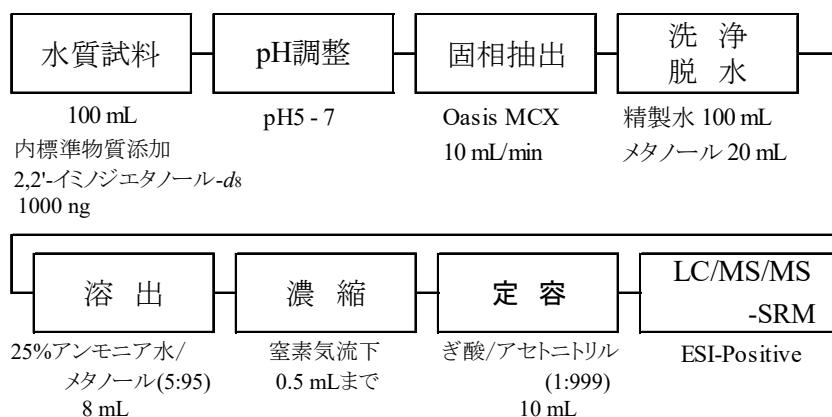 水質試料
100 mL
内標準物質添加
2,2'-イミノジエタノール-d8
1000 ng
pH調整
pH5 - 7
固相抽出
Oasis MCX
10 mL/min
洗 浄
脱 水
精製水 100 mL
メタノール 20 mL
溶 出
25%アンモニア水/
メタノール(5:95)
8 mL
濃 縮
窒素気流下
0.5 mLまで
定 容
ぎ酸/アセトニトリル
(1:999)
10 mL
LC/MS/MS
-SRM
ESI-Positive